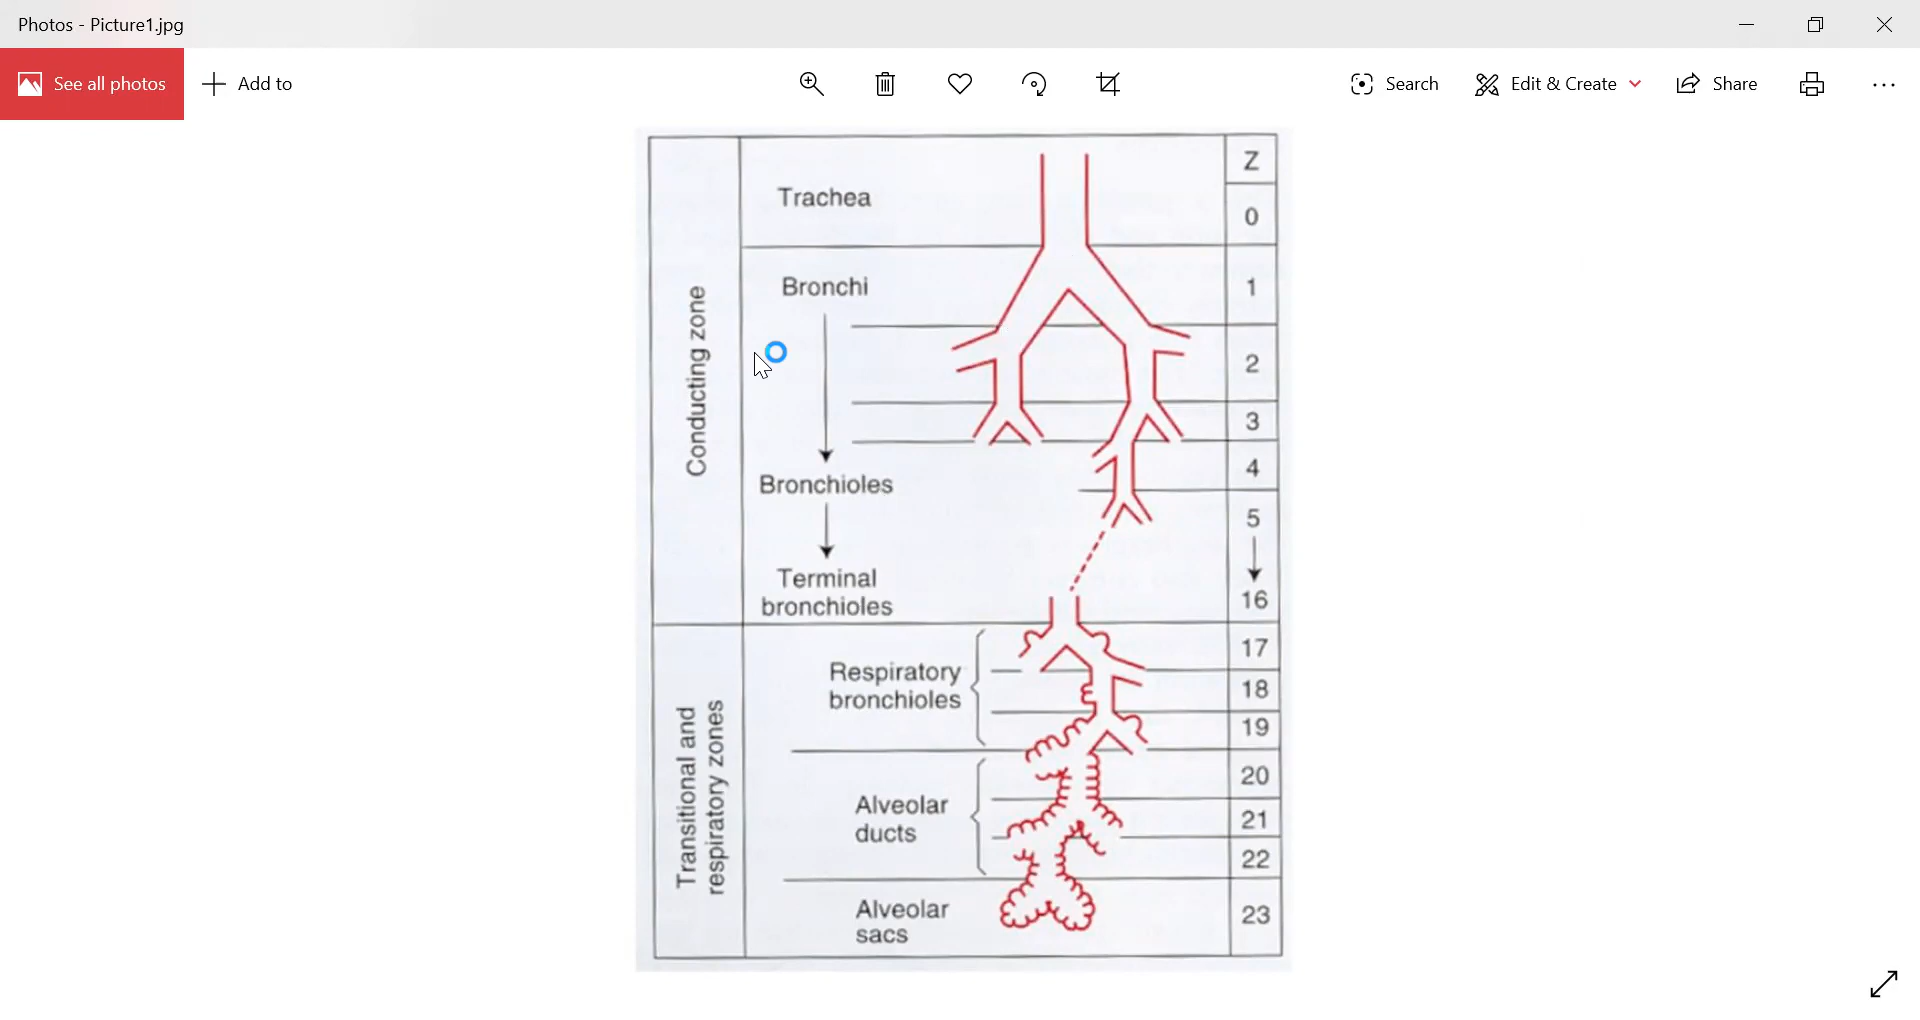 Photos - Picture1.jpg
See all photos
Add to
Search
Edit & Create
Share
Z
Trachea
0
Bronchi
1
2
3
4
Bronchioles
5
Terminal
bronchioles
16
Conducting zone
17
Respiratory
bronchioles
18
19
20
Alveolar
ducts
21
22
Alveolar
sacs
23
Transitional and
respiratory zones